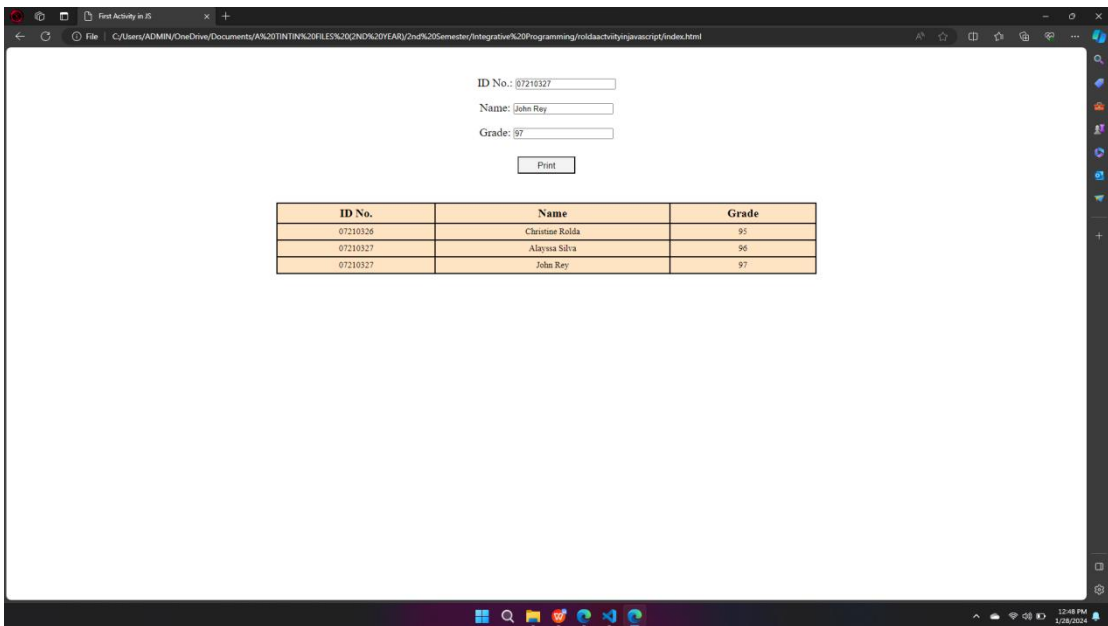 First Activity in JS
File C:/Users/ADMIN/OneDrive/Documents/A%20TINTIN%20FILES%20(2ND%20YEAR)/2nd%20Semester/Integrative%20Programming/roldaactviityinjavascript/index.html
ID No.: 07210327
Name: John Rey
Grade: 97
Print
ID No. Name Grade
07210326 Christine Rolda 95
07210327 Alayssa Silva 96
07210327 John Rey 97
12:48 PM
1/28/2024